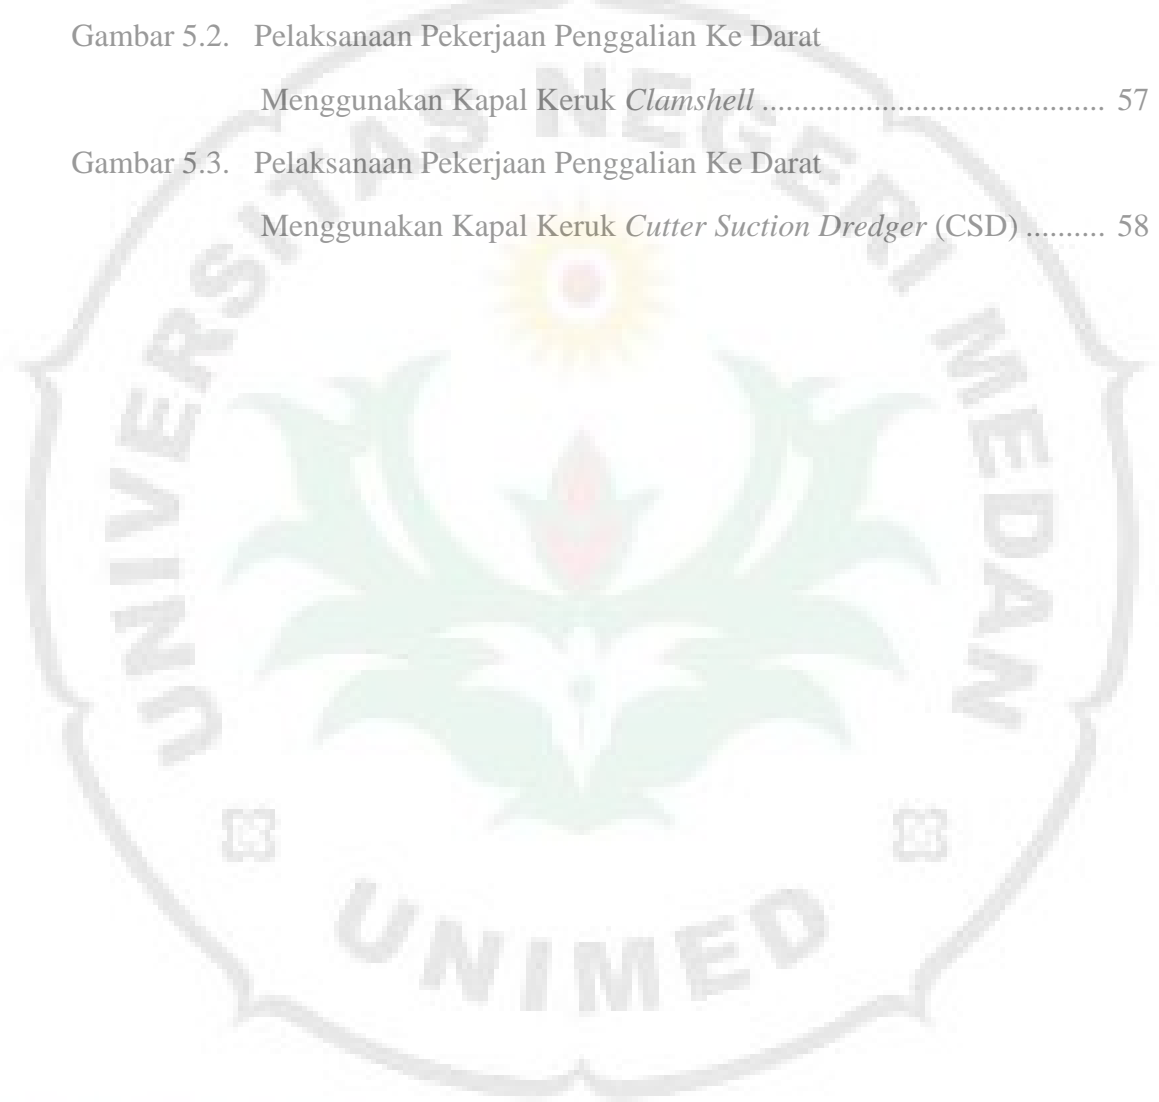 Gambar 5.2. Pelaksanaan Pekerjaan Penggalian Ke Darat
Menggunakan Kapal Keruk Clamshell ........................................... 57
Gambar 5.3. Pelaksanaan Pekerjaan Penggalian Ke Darat
Menggunakan Kapal Keruk Cutter Suction Dredger (CSD) .......... 58
UNIVERSITAS NEGERI MEDAN
UNIMED